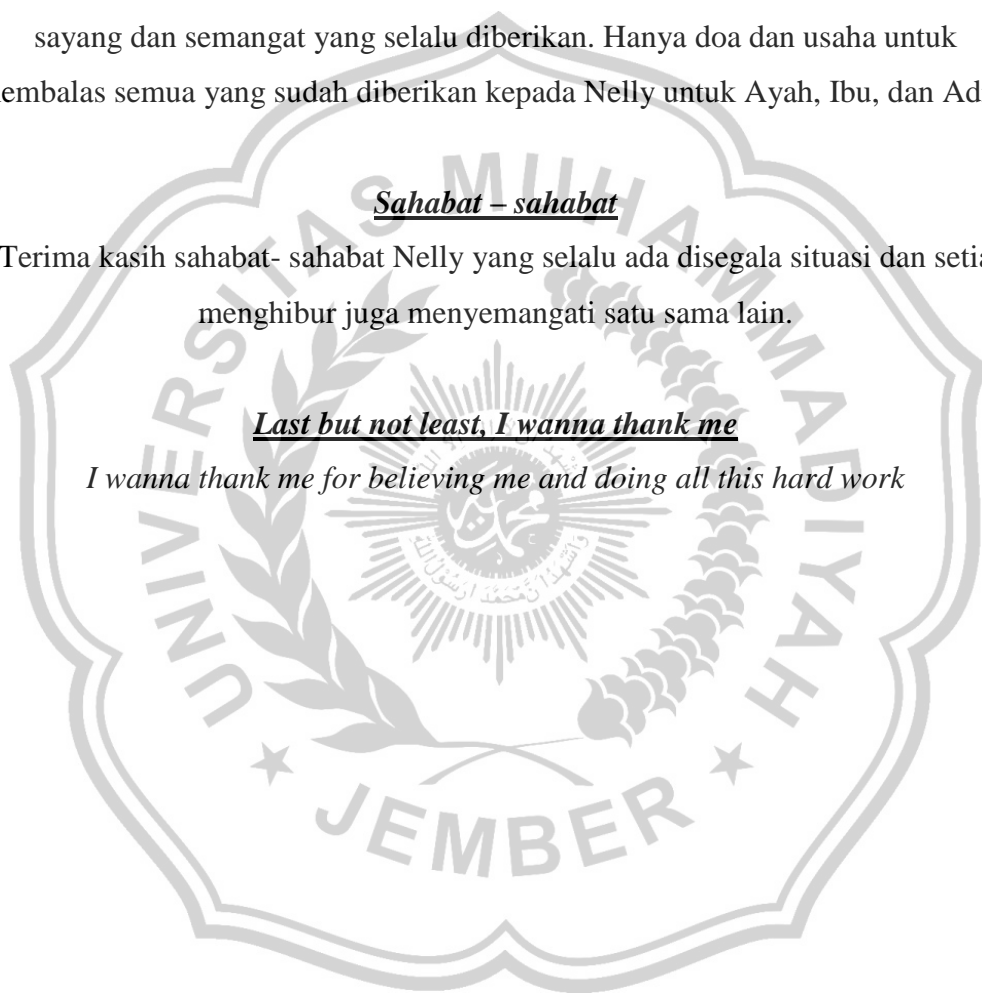 sayang dan semangat yang selalu diberikan. Hanya doa dan usaha untuk
embalas semua yang sudah diberikan kepada Nelly untuk Ayah, Ibu, dan Ad
Sahabat – sahabat
Terima kasih sahabat- sahabat Nelly yang selalu ada disegala situasi dan setia
menghibur juga menyemangati satu sama lain.
Last but not least, I wanna thank me
I wanna thank me for believing me and doing all this hard work
UNIVERSITAS MUHAMMADIYAH
JEMBER